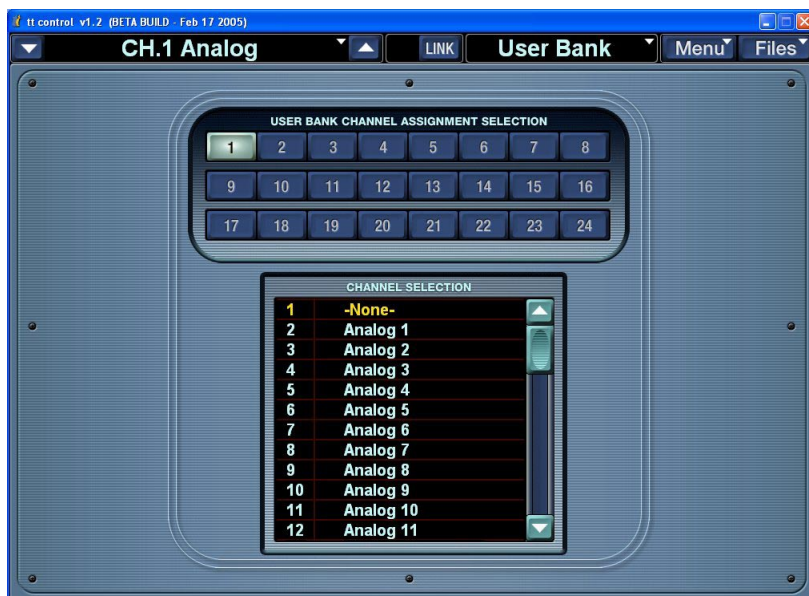 tt control v1.2 (BETA BUILD - Feb 17 2005)
CH.1 Analog LINK User Bank Menu Files
USER BANK CHANNEL ASSIGNMENT SELECTION
1 2 3 4 5 6 7 8
9 10 11 12 13 14 15 16
17 18 19 20 21 22 23 24
CHANNEL SELECTION
1 -None-
2 Analog 1
3 Analog 2
4 Analog 3
5 Analog 4
6 Analog 5
7 Analog 6
8 Analog 7
9 Analog 8
10 Analog 9
11 Analog 10
12 Analog 11